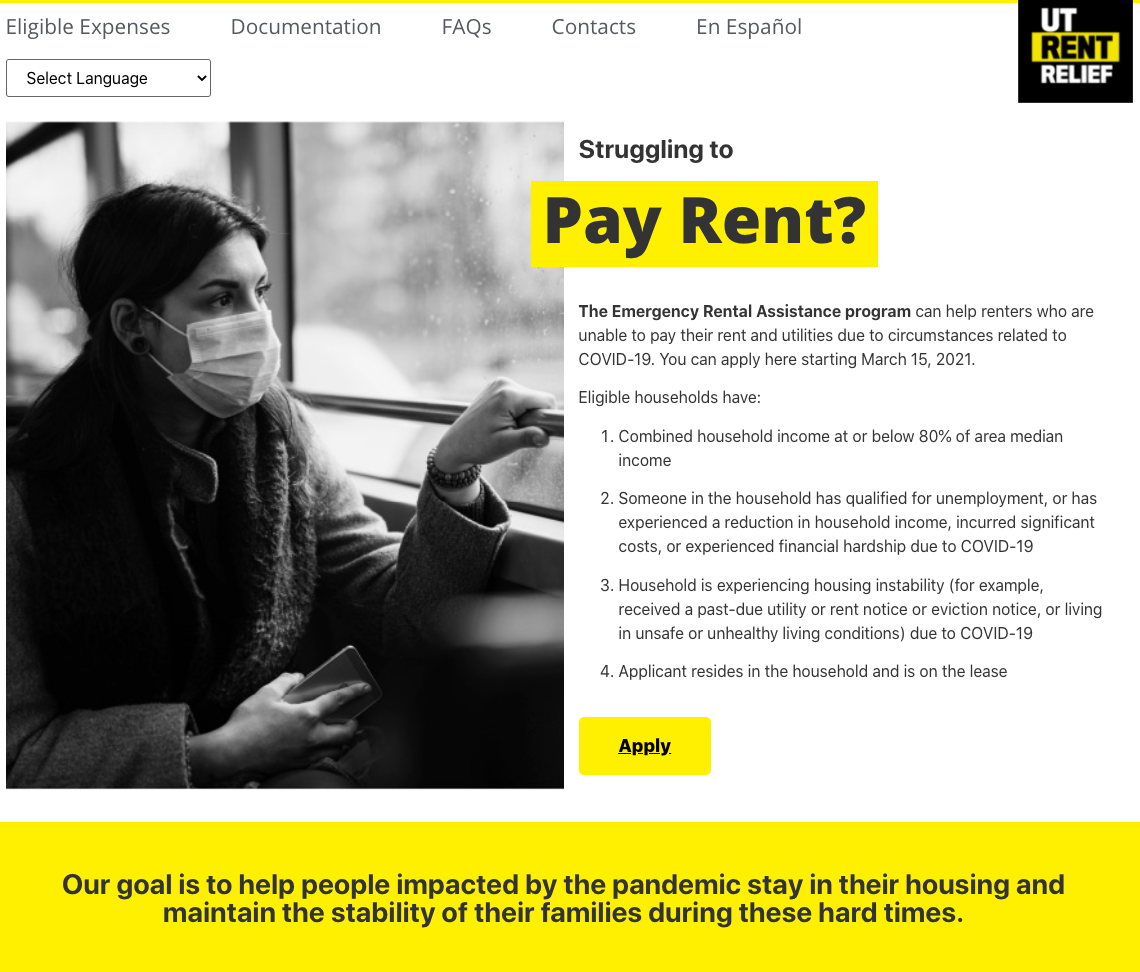 Eligible Expenses Documentation FAQs Contacts En Español
UT
RENT
RELIEF
Select Language
Struggling to
Pay Rent?
The Emergency Rental Assistance program can help renters who are
unable to pay their rent and utilities due to circumstances related to
COVID-19. You can apply here starting March 15, 2021.
Eligible households have:
1. Combined household income at or below 80% of area median
income
2. Someone in the household has qualified for unemployment, or has
experienced a reduction in household income, incurred significant
costs, or experienced financial hardship due to COVID-19
3. Household is experiencing housing instability (for example,
received a past-due utility or rent notice or eviction notice, or living
in unsafe or unhealthy living conditions) due to COVID-19
4. Applicant resides in the household and is on the lease
Apply
Our goal is to help people impacted by the pandemic stay in their housing and
maintain the stability of their families during these hard times.